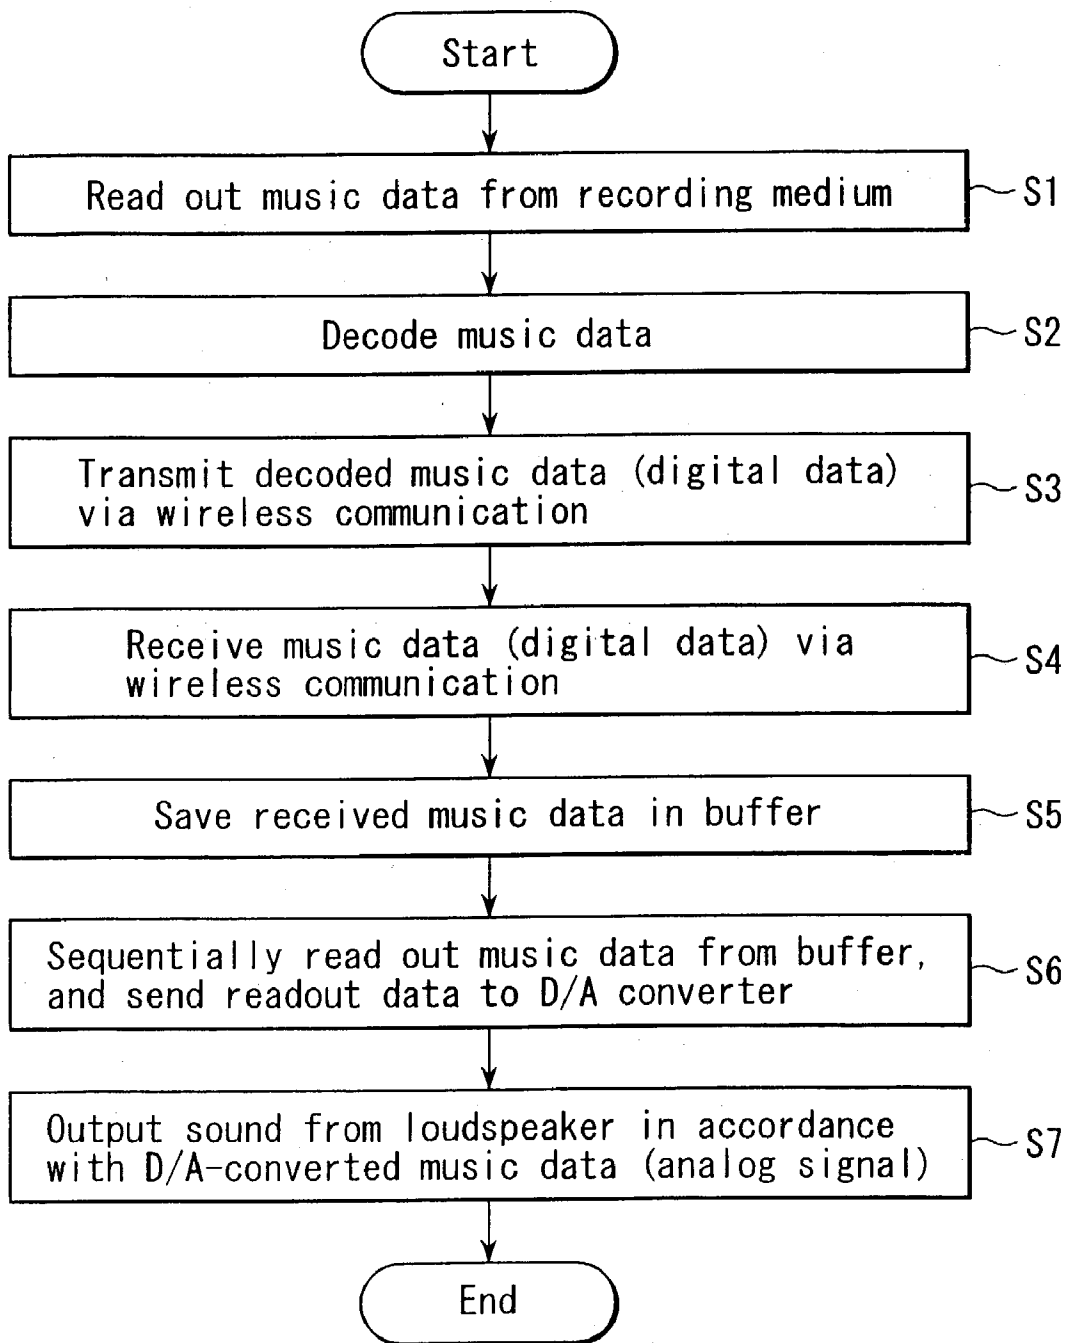 Start
Read out music data from recording medium
S1
Decode music data
S2
Transmit decoded music data (digital data)
via wireless communication
S3
Receive music data (digital data) via
wireless communication
S4
Save received music data in buffer
S5
Sequentially read out music data from buffer,
and send readout data to D/A converter
S6
Output sound from loudspeaker in accordance
with D/A-converted music data (analog signal)
S7
End